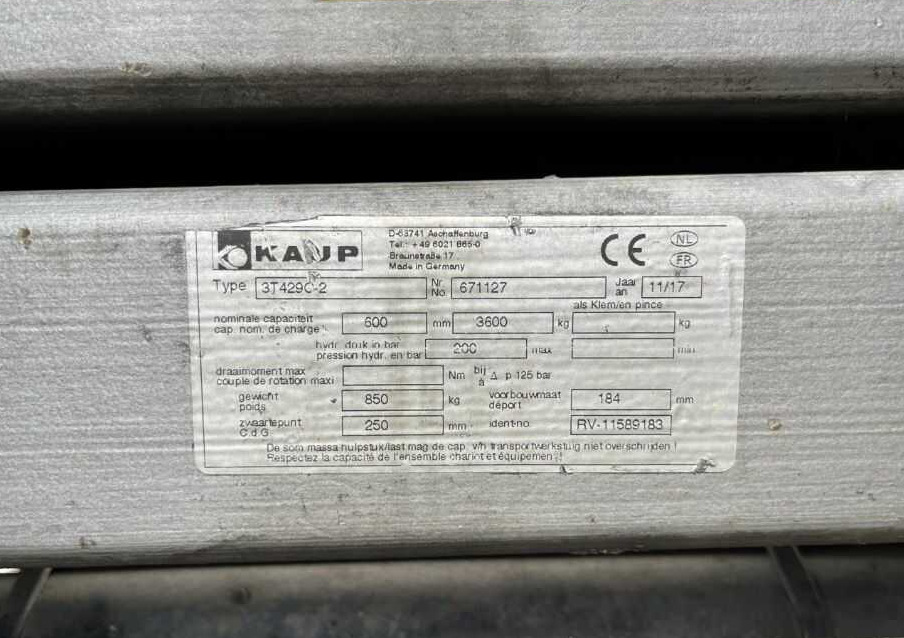 KAUP
D-63741 Aschaffenburg
Tel.: +49 6021 865-0
Braunstraße 17
Made in Germany
CE
NL
FR
Type 3T429C-2 Nr. No. 671127 Jaar an 11/17
als Klem/en pince
nominale capaciteit
cap. nom. de charge 600 mm 3600 kg kg
hydr. druk in bar
pression hydr. en bar 200 max min
draaimoment max
couple de rotation maxi Nm bij à Δ p 125 bar
gewicht
poids 850 kg voorbouwmaat déport 184 mm
zwaartepunt
C.d.G. 250 mm ident-no. RV-11589183
De som massa hulpstuk/last mag de cap. v/h transportwerkstuig niet overschrijden !
Respectez la capacité de l'ensemble chariot et équipement !